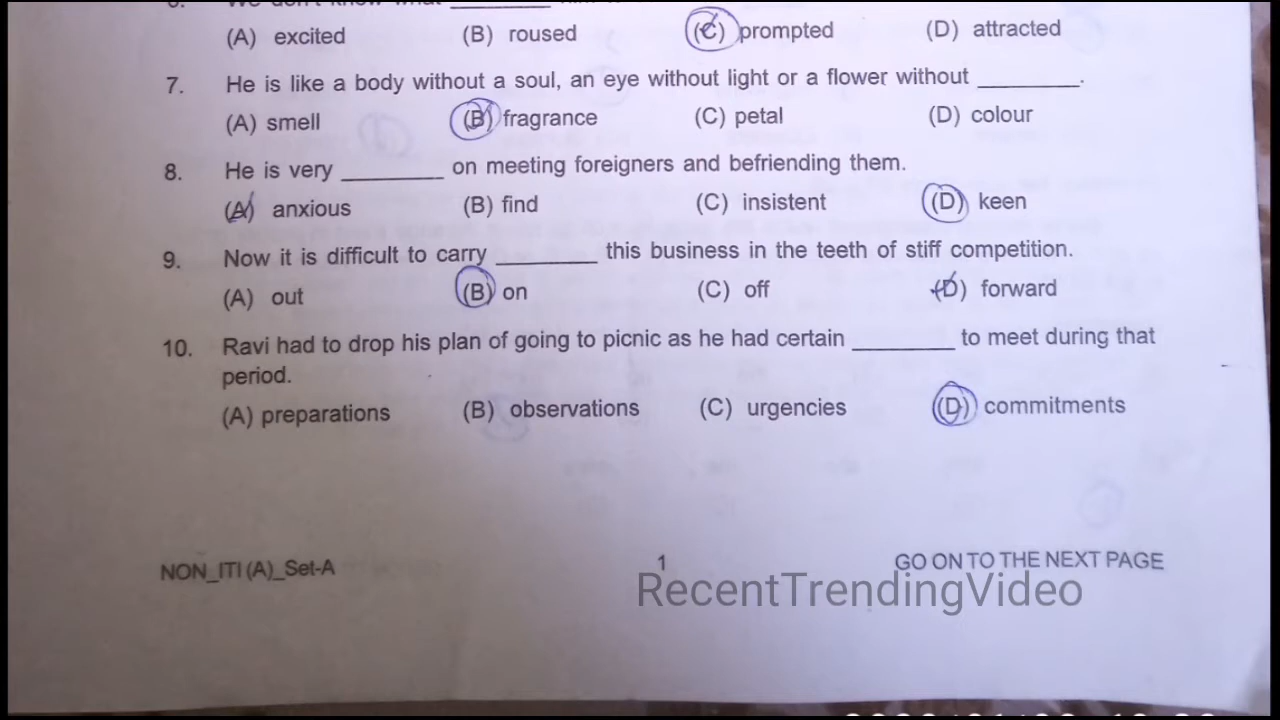 (A) excited (B) roused (C) prompted (D) attracted
7. He is like a body without a soul, an eye without light or a flower without ________.
(A) smell (B) fragrance (C) petal (D) colour
8. He is very ________ on meeting foreigners and befriending them.
(A) anxious (B) find (C) insistent (D) keen
9. Now it is difficult to carry ________ this business in the teeth of stiff competition.
(A) out (B) on (C) off (D) forward
10. Ravi had to drop his plan of going to picnic as he had certain ________ to meet during that
period.
(A) preparations (B) observations (C) urgencies (D) commitments
NON_ITI (A)_Set-A 1 GO ON TO THE NEXT PAGE
RecentTrendingVideo